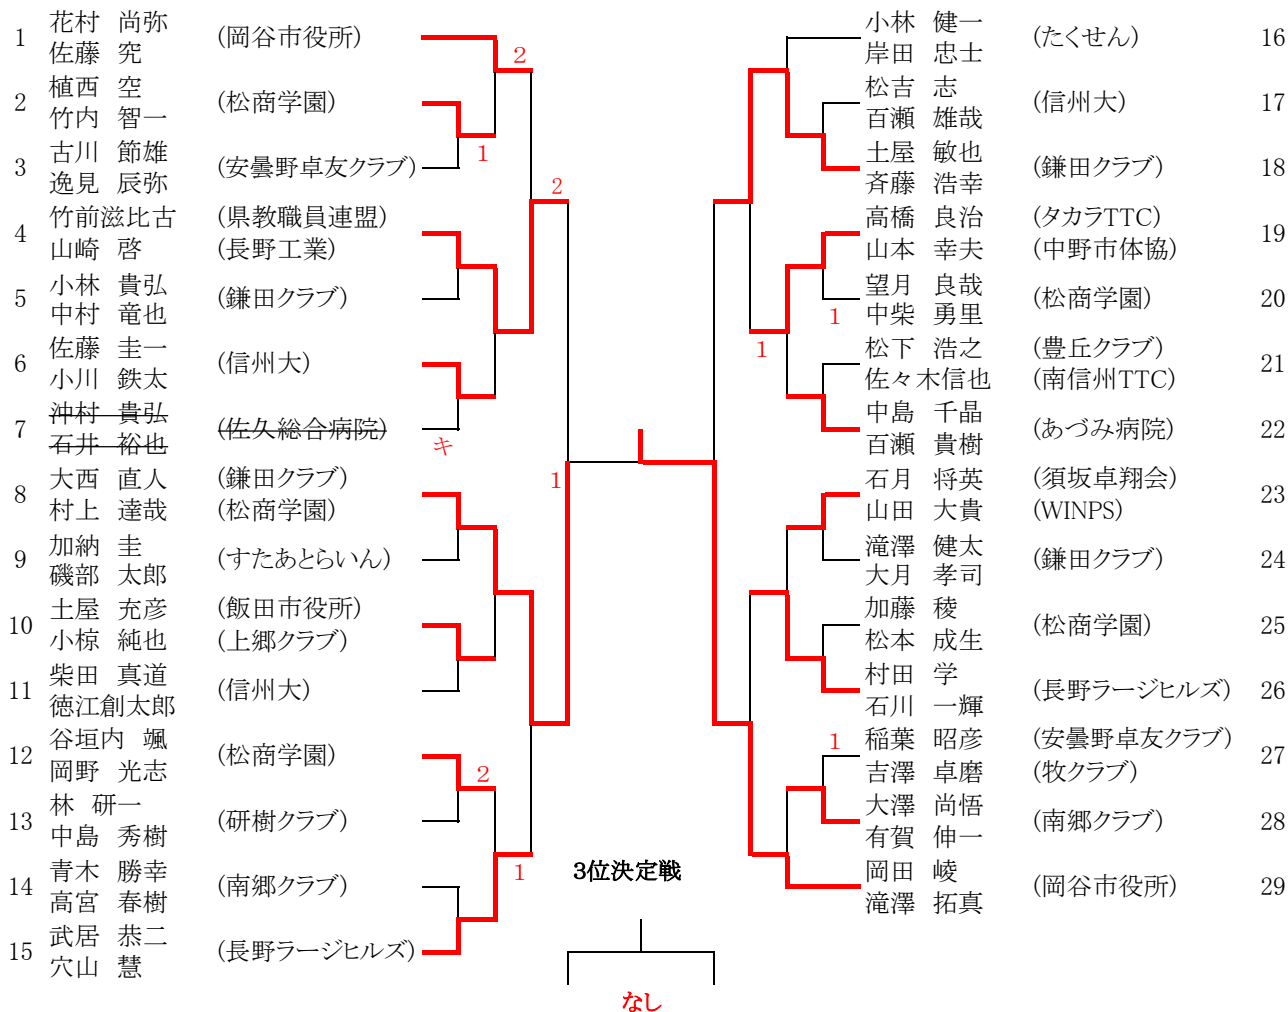 1 花村 尚弥 (岡谷市役所)
佐藤 究
2 植西 空 (松商学園)
竹内 智一
3 古川 節雄 (安曇野卓友クラブ)
逸見 辰弥
4 竹前滋比古 (県教職員連盟)
山崎 啓 (長野工業)
5 小林 貴弘 (鎌田クラブ)
中村 竜也
6 佐藤 圭一 (信州大)
小川 鉄太
7 沖村 貴弘 (佐久総合病院)
石井 裕也
キ
8 大西 直人 (鎌田クラブ)
村上 達哉 (松商学園)
9 加納 圭 (すたあとらいん)
磯部 太郎
10 土屋 充彦 (飯田市役所)
小椋 純也 (上郷クラブ)
11 柴田 真道 (信州大)
徳江創太郎
12 谷垣内 颯 (松商学園)
岡野 光志
13 林 研一 (研樹クラブ)
中島 秀樹
14 青木 勝幸 (南郷クラブ)
高宮 春樹
15 武居 恭二 (長野ラージヒルズ)
穴山 慧
2
1
2
1
2
1
3位決定戦
なし
小林 健一 (たくせん) 16
岸田 忠士
松吉 志 (信州大) 17
百瀬 雄哉
土屋 敏也 (鎌田クラブ) 18
斉藤 浩幸
高橋 良治 (タカラTTC) 19
山本 幸夫 (中野市体協)
望月 良哉 (松商学園) 20
1 中柴 勇里
1
松下 浩之 (豊丘クラブ) 21
佐々木信也 (南信州TTC)
中島 千晶 (あづみ病院) 22
百瀬 貴樹
石月 将英 (須坂卓翔会) 23
山田 大貴 (WINPS)
滝澤 健太 (鎌田クラブ) 24
大月 孝司
加藤 稜 (松商学園) 25
松本 成生
村田 学 (長野ラージヒルズ) 26
石川 一輝
1 稲葉 昭彦 (安曇野卓友クラブ) 27
吉澤 卓磨 (牧クラブ)
大澤 尚悟 (南郷クラブ) 28
有賀 伸一
岡田 崚 (岡谷市役所) 29
滝澤 拓真